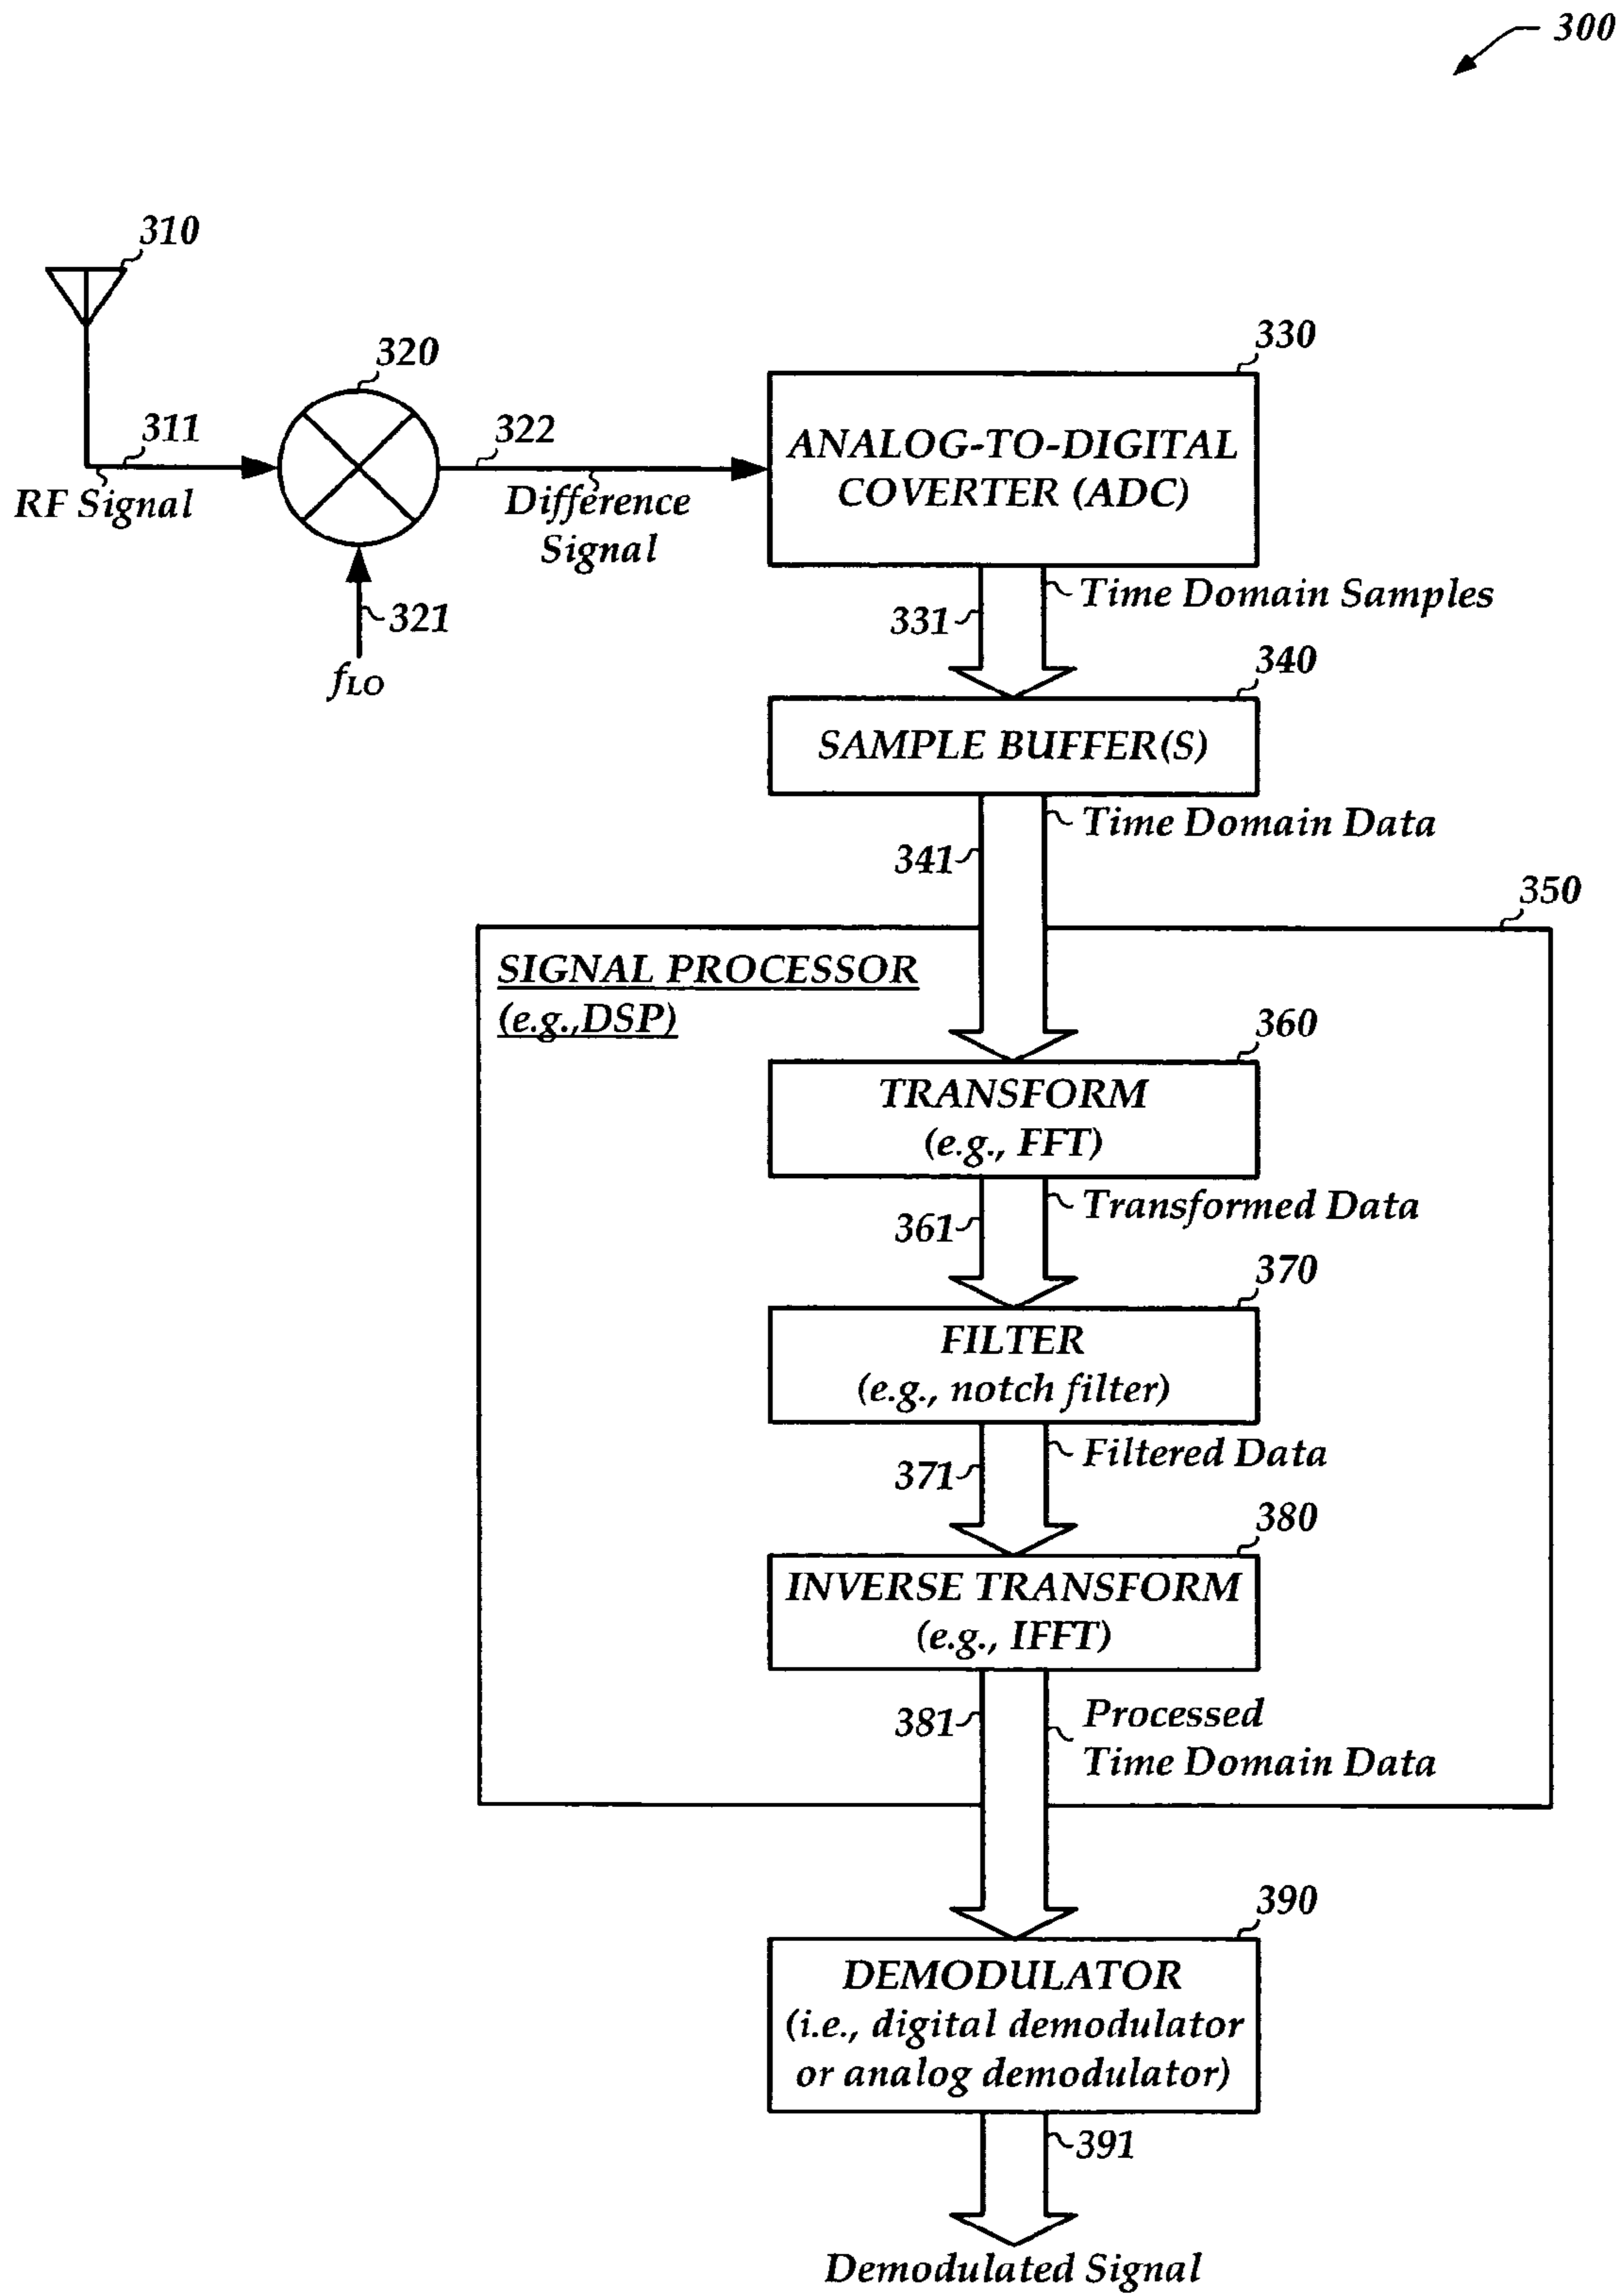 300
310
320
330
311
322
ANALOG-TO-DIGITAL
COVERTER (ADC)
RF Signal
Difference
Signal
321
fLO
331
Time Domain Samples
340
SAMPLE BUFFER(S)
Time Domain Data
341
350
SIGNAL PROCESSOR
(e.g.,DSP)
360
TRANSFORM
(e.g., FFT)
Transformed Data
361
370
FILTER
(e.g., notch filter)
Filtered Data
371
380
INVERSE TRANSFORM
(e.g., IFFT)
381
Processed
Time Domain Data
390
DEMODULATOR
(i.e., digital demodulator
or analog demodulator)
391
Demodulated Signal